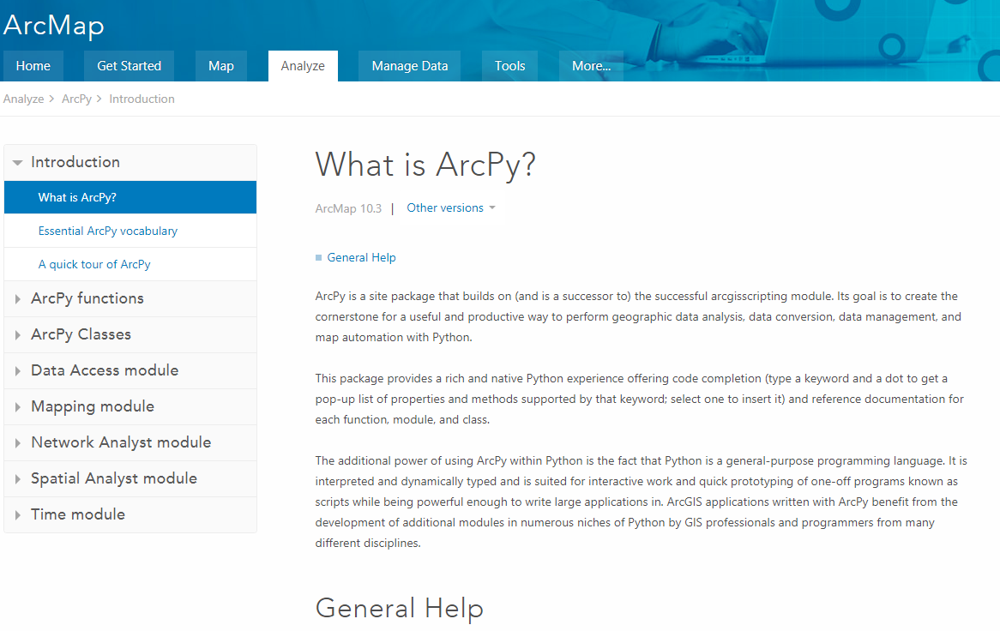 ArcMap
Home Get Started Map Analyze Manage Data Tools More...
Analyze > ArcPy > Introduction
Introduction
What is ArcPy?
Essential ArcPy vocabulary
A quick tour of ArcPy
ArcPy functions
ArcPy Classes
Data Access module
Mapping module
Network Analyst module
Spatial Analyst module
Time module
What is ArcPy?
ArcMap 10.3 | Other versions
General Help
ArcPy is a site package that builds on (and is a successor to) the successful arcgisscripting module. Its goal is to create the
cornerstone for a useful and productive way to perform geographic data analysis, data conversion, data management, and
map automation with Python.
This package provides a rich and native Python experience offering code completion (type a keyword and a dot to get a
pop-up list of properties and methods supported by that keyword; select one to insert it) and reference documentation for
each function, module, and class.
The additional power of using ArcPy within Python is the fact that Python is a general-purpose programming language. It is
interpreted and dynamically typed and is suited for interactive work and quick prototyping of one-off programs known as
scripts while being powerful enough to write large applications in. ArcGIS applications written with ArcPy benefit from the
development of additional modules in numerous niches of Python by GIS professionals and programmers from many
different disciplines.
General Help